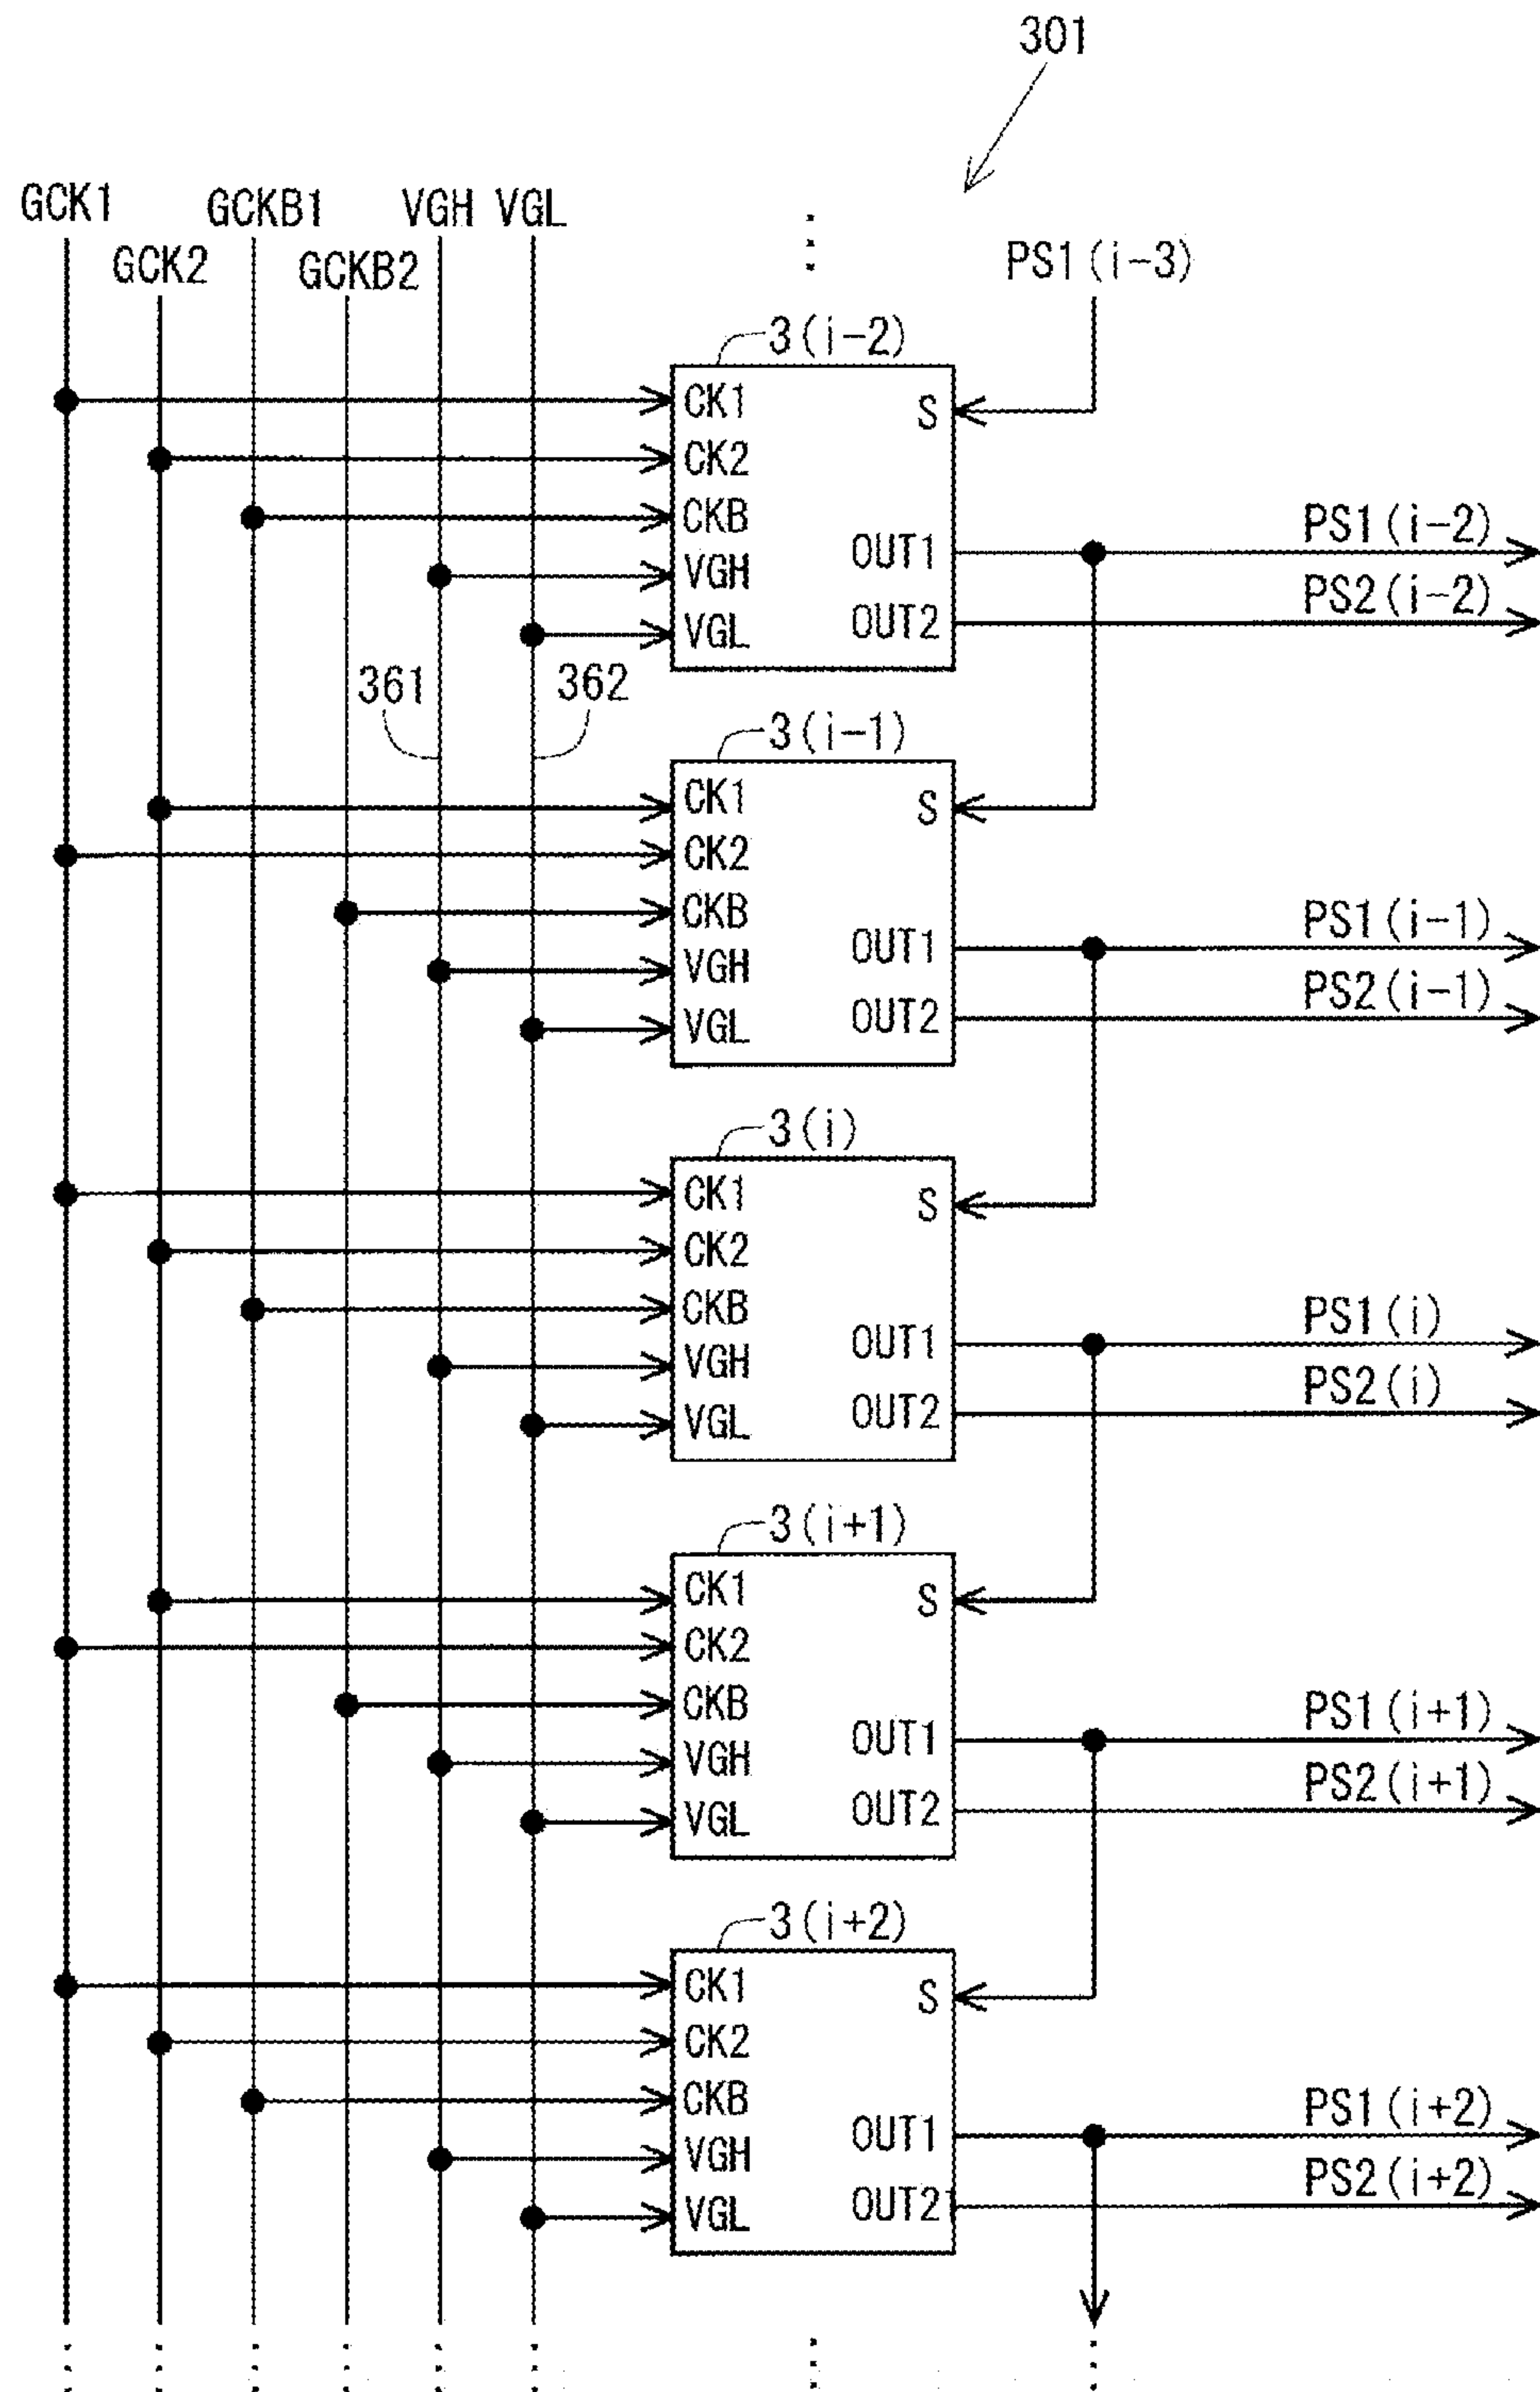 301
GCK1 GCKB1 VGH VGL
GCK2 GCKB2 PS1(i-3)
3(i-2)
CK1 S
CK2
CKB
PS1(i-2)
OUT1
VGH
PS2(i-2)
OUT2
VGL
361 362
3(i-1)
CK1 S
CK2
CKB
PS1(i-1)
OUT1
VGH
PS2(i-1)
OUT2
VGL
3(i)
CK1 S
CK2
CKB
PS1(i)
OUT1
VGH
PS2(i)
OUT2
VGL
3(i+1)
CK1 S
CK2
CKB
PS1(i+1)
OUT1
VGH
PS2(i+1)
OUT2
VGL
3(i+2)
CK1 S
CK2
CKB
PS1(i+2)
OUT1
VGH
PS2(i+2)
OUT2
VGL